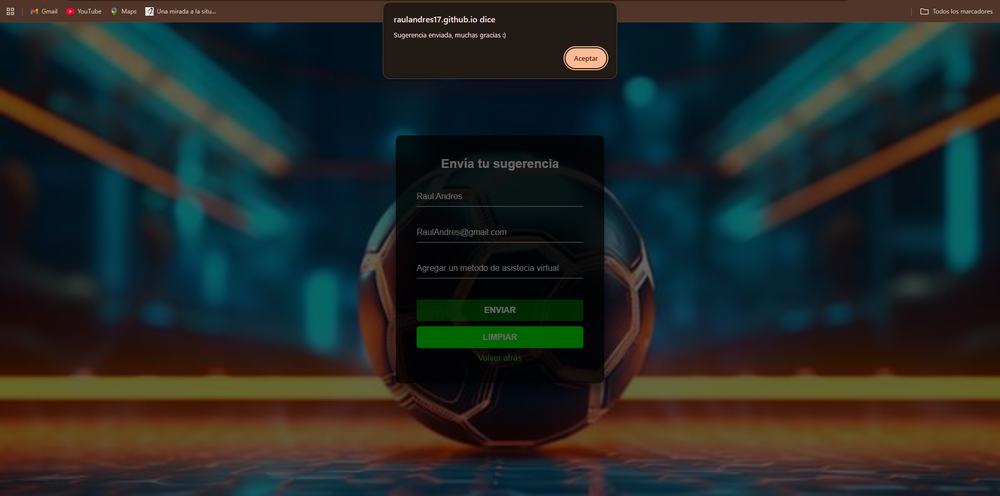 Gmail
YouTube
Maps
Una mirada a la situ...
Todos los marcadores
raulandres17.github.io dice
Sugerencia enviada, muchas gracias :)
Aceptar
Envía tu sugerencia
Raul Andres
RaulAndres@gmail.com
Agregar un metodo de asistecia virtual
ENVIAR
LIMPIAR
Volver atrás